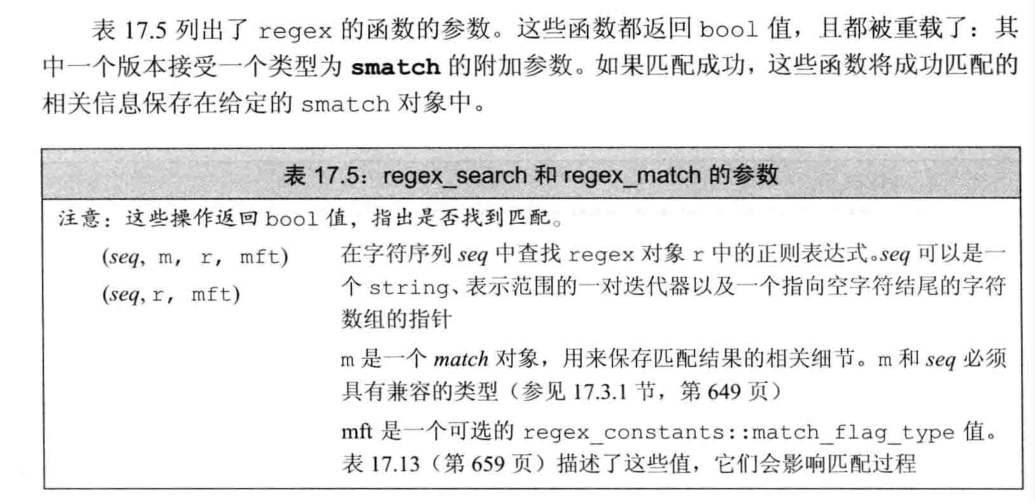 表 17.5 列出了 regex 的函数的参数。这些函数都返回 bool 值，且都被重载了：其
中一个版本接受一个类型为 smatch 的附加参数。如果匹配成功，这些函数将成功匹配的
相关信息保存在给定的 smatch 对象中。
表 17.5：regex_search 和 regex_match 的参数
注意：这些操作返回 bool 值，指出是否找到匹配。
(seq, m, r, mft) 在字符序列 seq 中查找 regex 对象 r 中的正则表达式。seq 可以是一
(seq, r, mft) 个 string、表示范围的一对迭代器以及一个指向空字符结尾的字符
数组的指针
m 是一个 match 对象，用来保存匹配结果的相关细节。m 和 seq 必须
具有兼容的类型（参见 17.3.1 节，第 649 页）
mft 是一个可选的 regex_constants::match_flag_type 值。
表 17.13（第 659 页）描述了这些值，它们会影响匹配过程